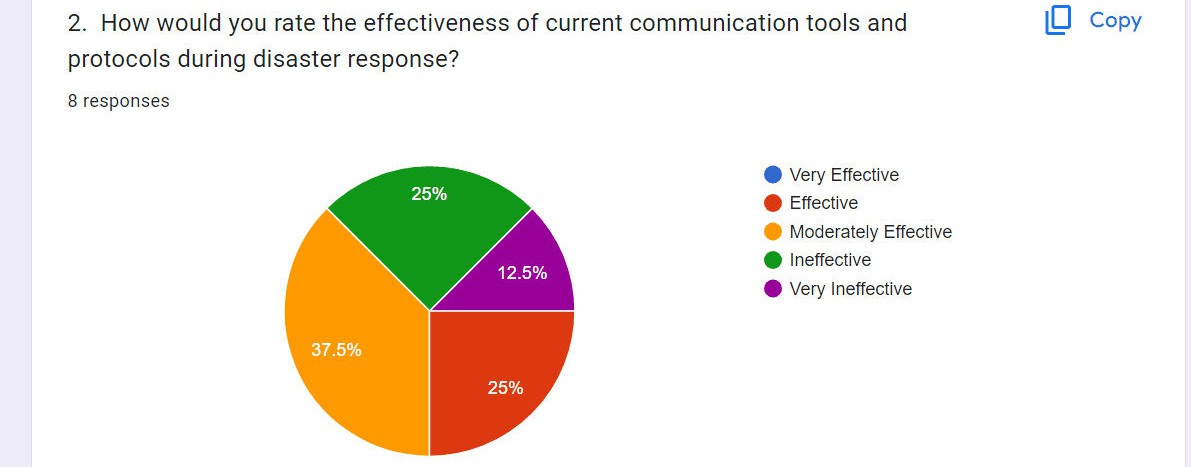 2. How would you rate the effectiveness of current communication tools and
protocols during disaster response?
Copy
8 responses
25%
12.5%
37.5%
25%
Very Effective
Effective
Moderately Effective
Ineffective
Very Ineffective